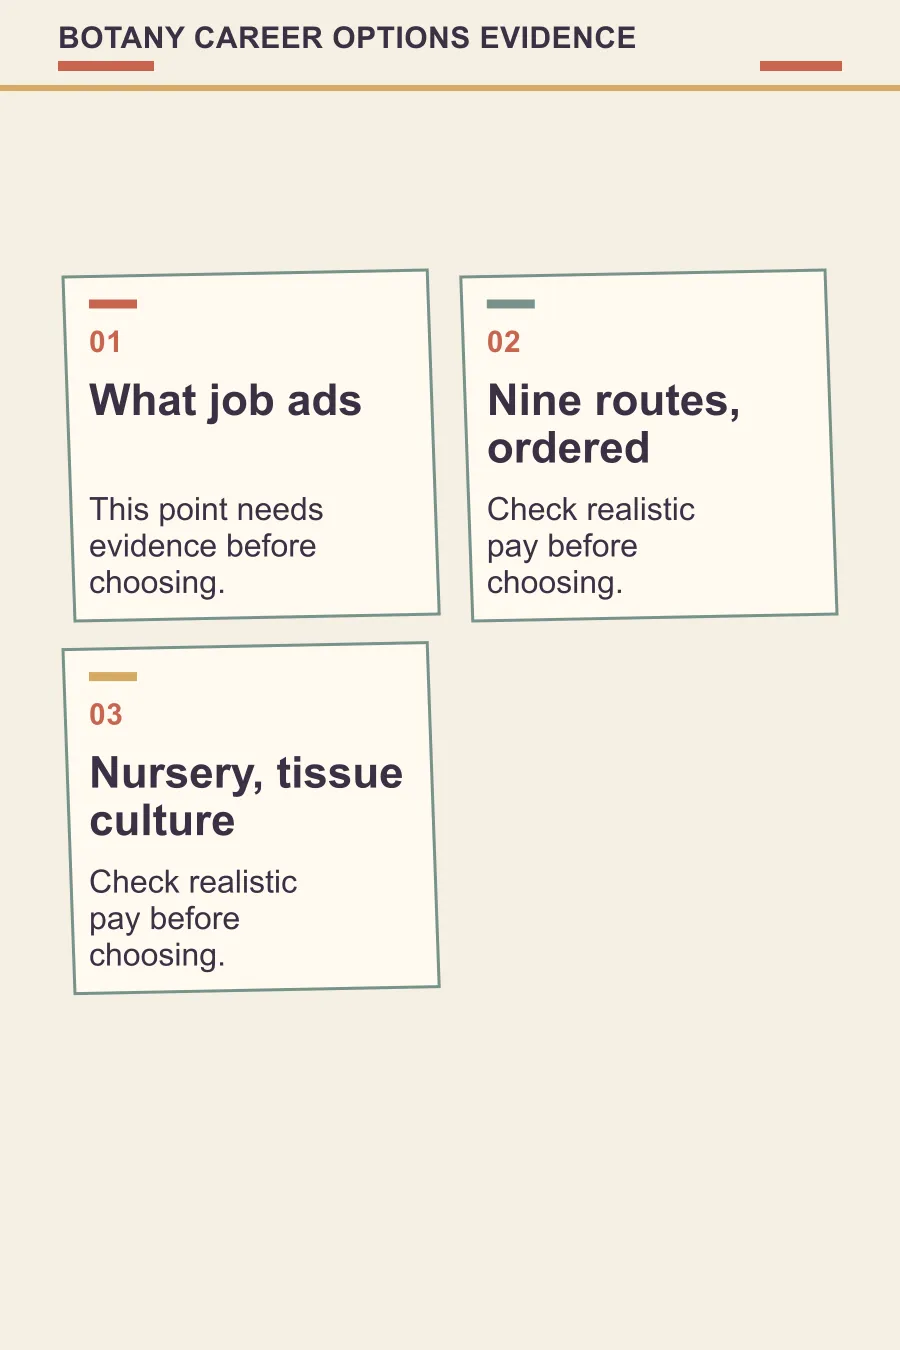 BOTANY CAREER OPTIONS EVIDENCE
01
What job ads
This point needs
evidence before
choosing.
02
Nine routes,
ordered
Check realistic
pay before
choosing.
03
Nursery, tissue
culture
Check realistic
pay before
choosing.